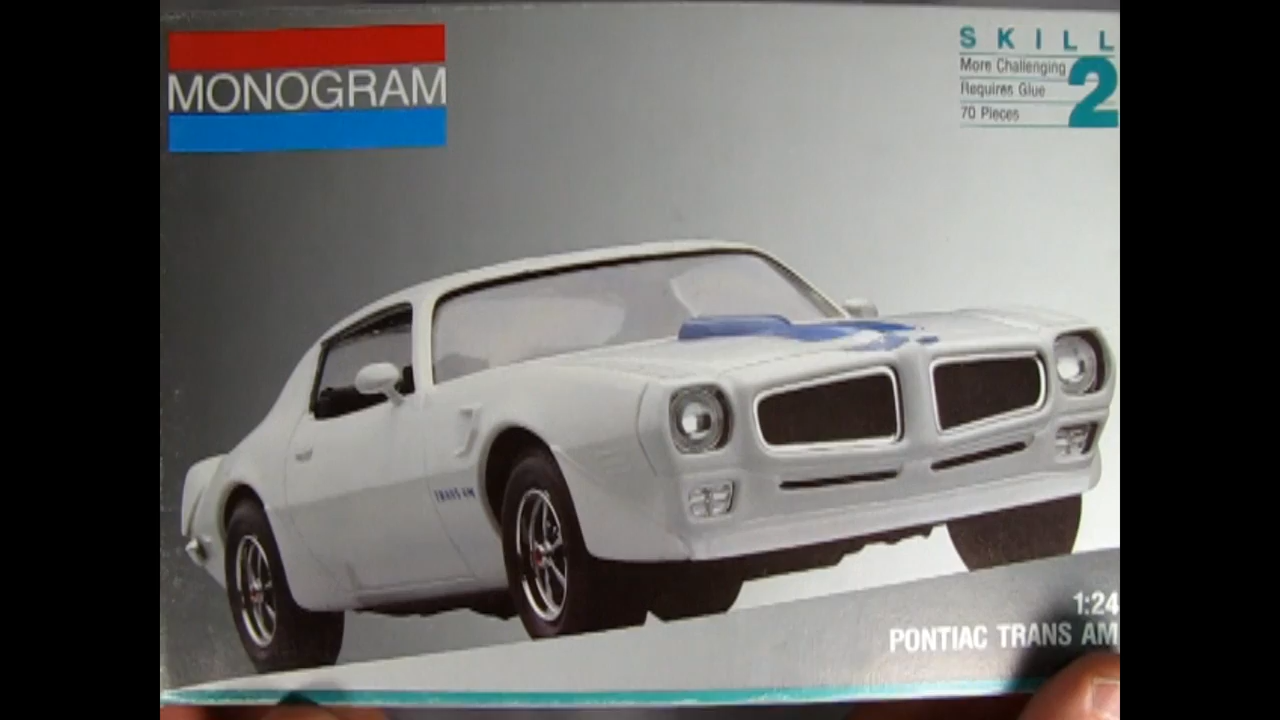 MONOGRAM
SKILL 2
More Challenging
Requires Glue
70 Pieces
TRANS AM
1:24
PONTIAC TRANS AM